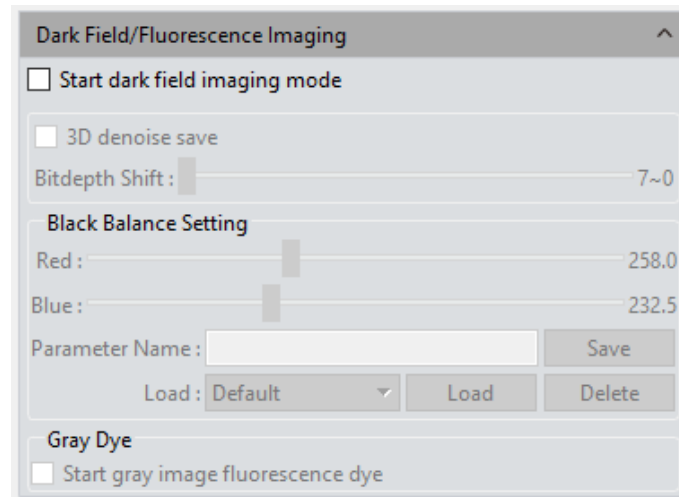 Dark Field/Fluorescence Imaging
Start dark field imaging mode
3D denoise save
Bitdepth Shift : 7~0
Black Balance Setting
Red : 258.0
Blue : 232.5
Parameter Name : Save
Load : Default Load Delete
Gray Dye
Start gray image fluorescence dye